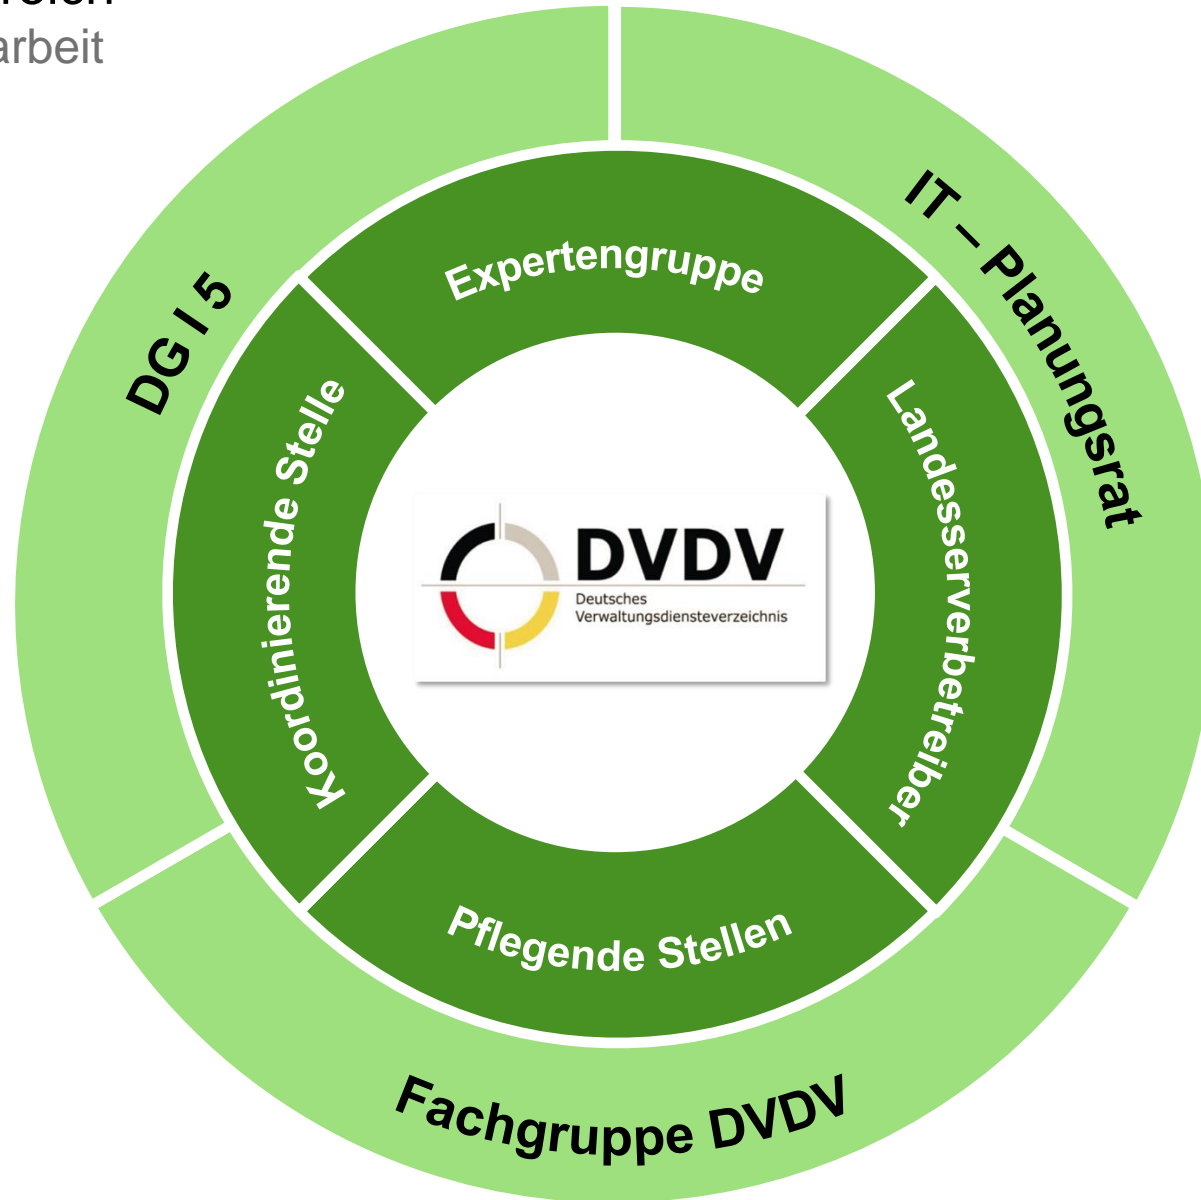 arbeit
DG I 5
IT – Planungsrat
Expertengruppe
Koordinierende Stelle
Landesserverbetreiber
DVDV
Deutsches
Verwaltungsdiensteverzeichnis
Pflegende Stellen
Fachgruppe DVDV